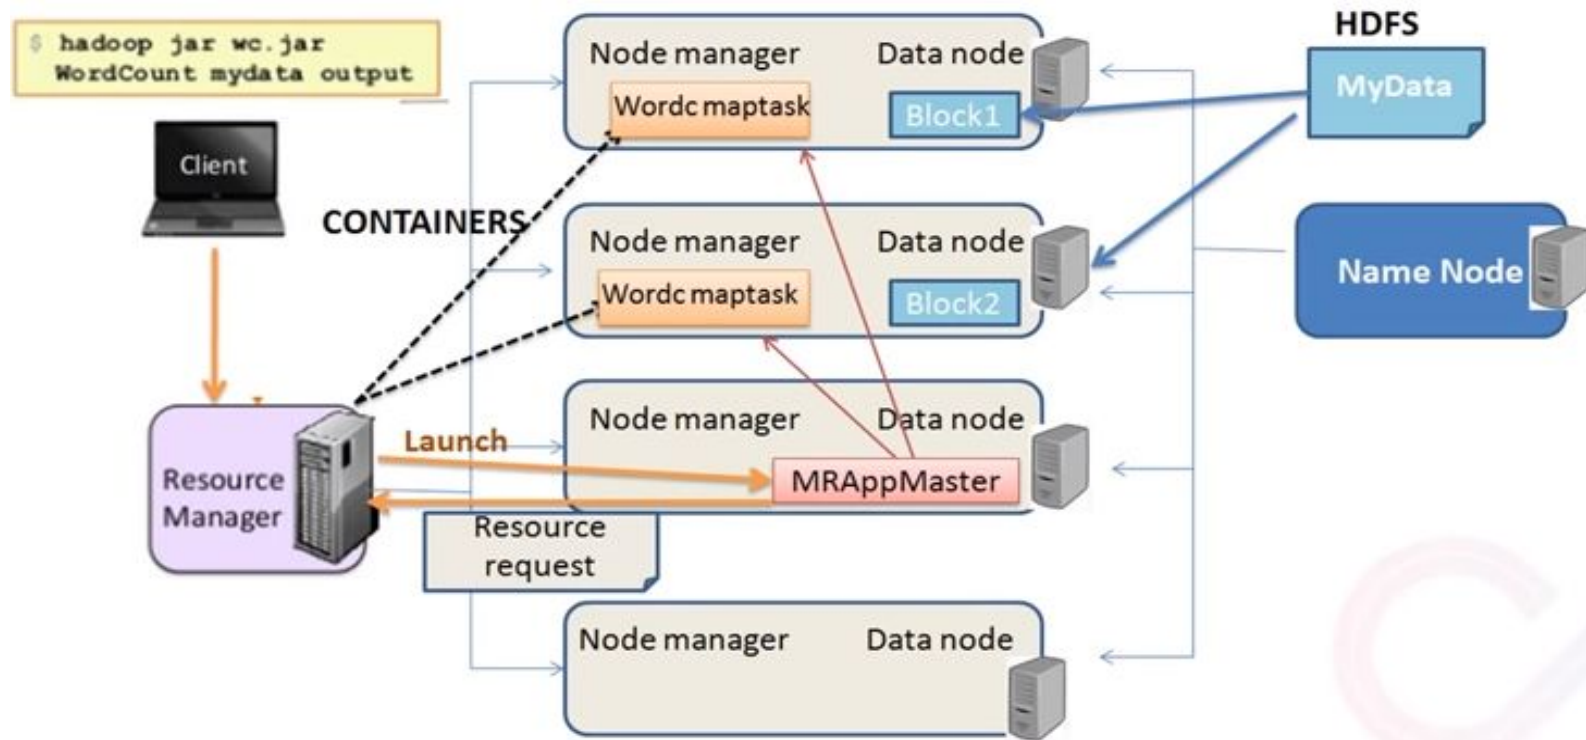 $ hadoop jar wc.jar
WordCount mydata output
Client
CONTAINERS
Resource
Manager
Launch
Resource
request
Node manager Data node
Wordc maptask Block1
Node manager Data node
Wordc maptask Block2
Node manager Data node
MRAppMaster
Node manager Data node
HDFS
MyData
Name Node